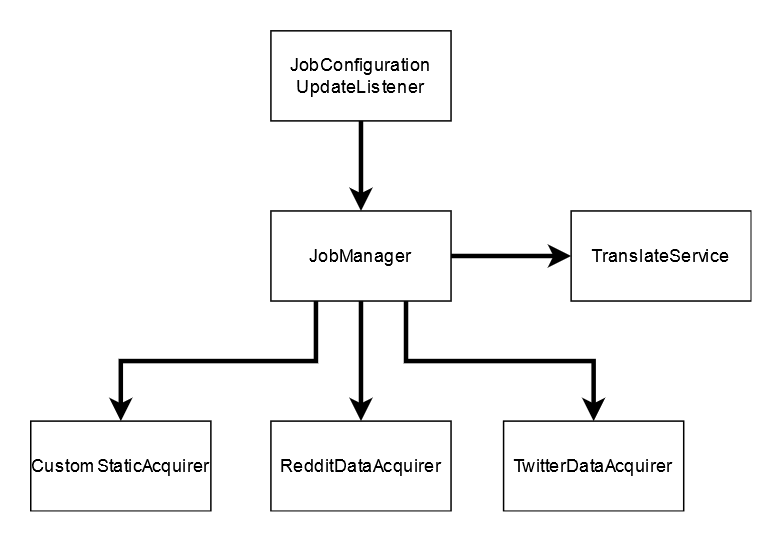 JobConfiguration
UpdateListener
JobManager
TranslateService
Custom StaticAcquirer
RedditDataAcquirer
TwitterDataAcquirer